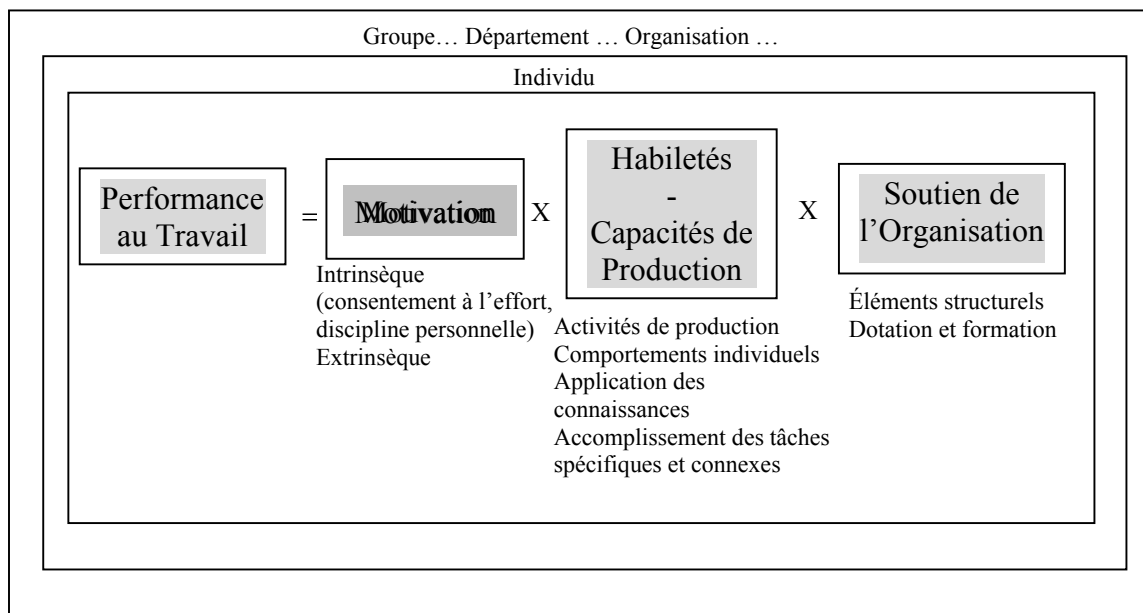 Groupe… Département … Organisation …
Individu
Performance
au Travail
=
Motivation
X
Habiletés
-
Capacités de
Production
X
Soutien de
l’Organisation
Intrinsèque
(consentement à l’effort,
discipline personnelle)
Extrinsèque
Activités de production
Comportements individuels
Application des
connaissances
Accomplissement des tâches
spécifiques et connexes
Éléments structurels
Dotation et formation